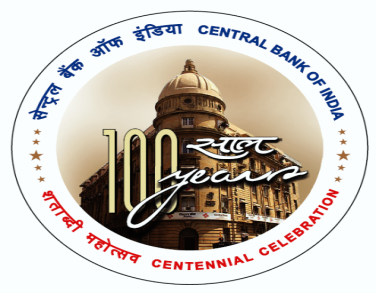 सेन्ट्रल बैंक ऑफ इंडिया CENTRAL BANK OF INDIA
100 साल
years
शताब्दी महोत्सव CENTENNIAL CELEBRATION